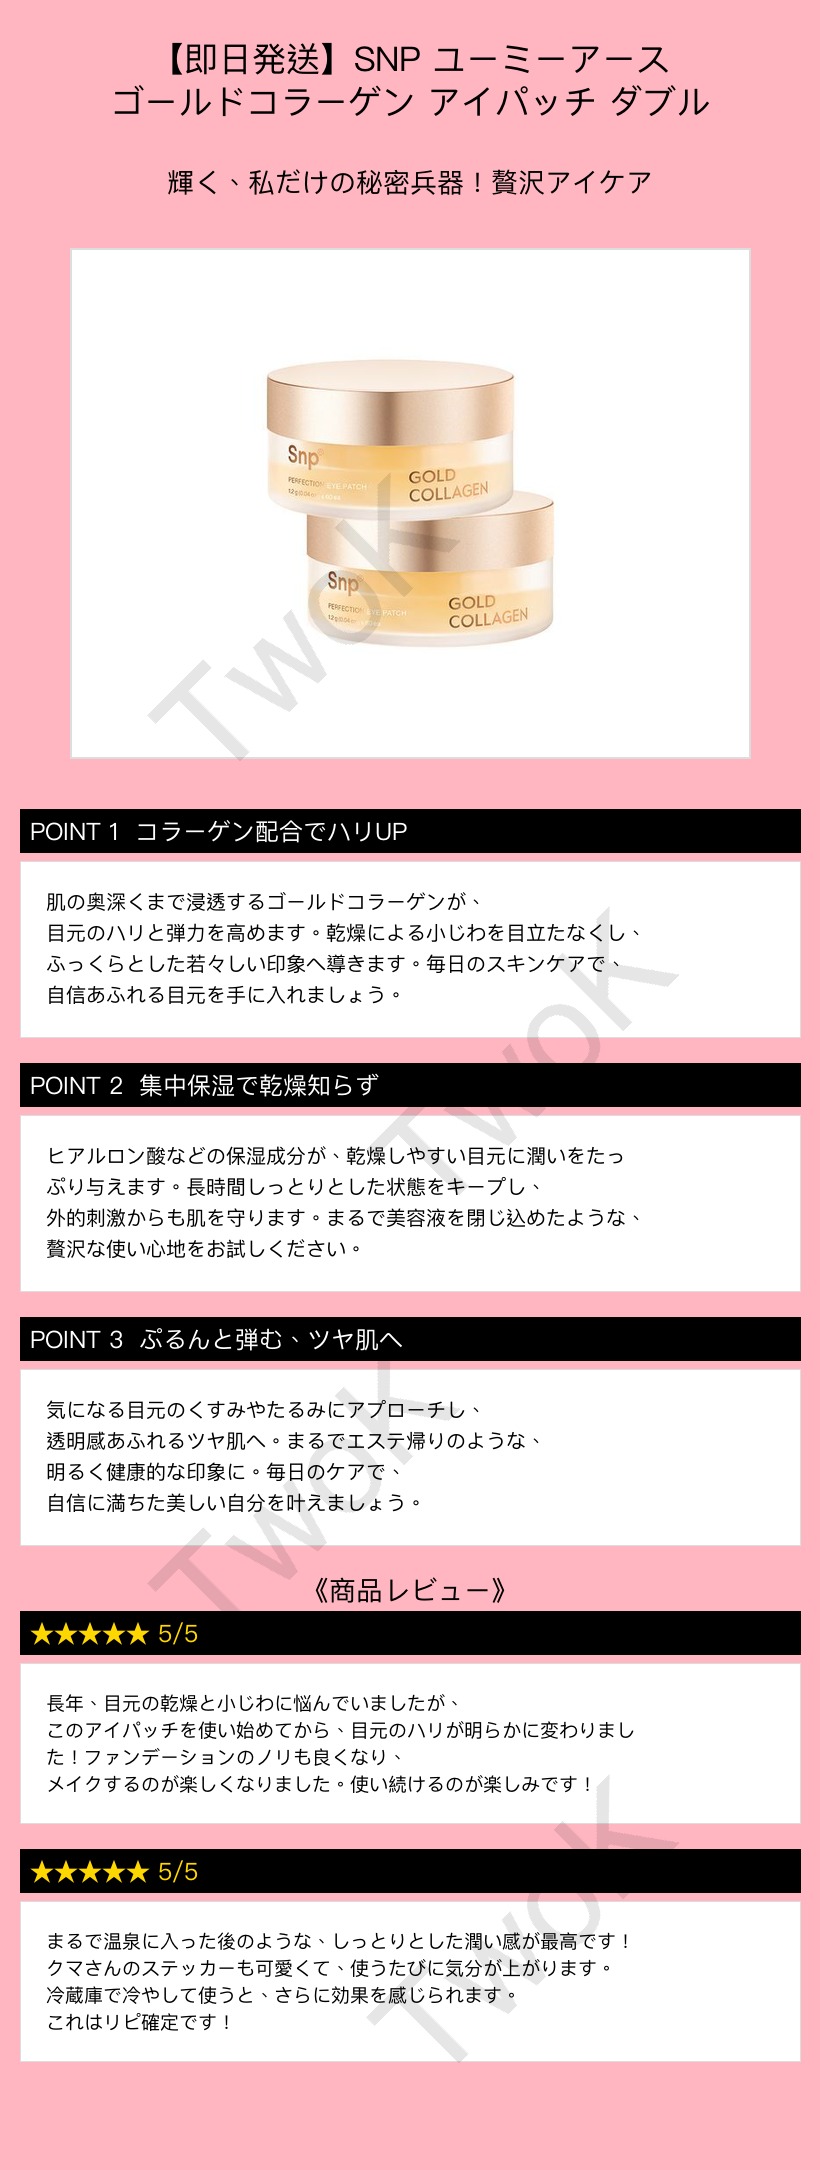 【即日発送】SNP ユーミーアース
ゴールドコラーゲン アイパッチ ダブル
輝く、私だけの秘密兵器！贅沢アイケア
Snp
PERFECTION EYE PATCH
GOLD
COLLAGEN
Snp
PERFECTION EYE PATCH
GOLD
COLLAGEN
TwoK
POINT 1 コラーゲン配合でハリUP
肌の奥深くまで浸透するゴールドコラーゲンが、
目元のハリと弾力を高めます。乾燥による小じわを目立たなくし、
ふっくらとした若々しい印象へ導きます。毎日のスキンケアで、
自信あふれる目元を手に入れましょう。
TwoK
POINT 2 集中保湿で乾燥知らず
ヒアルロン酸などの保湿成分が、乾燥しやすい目元に潤いをたっ
ぷり与えます。長時間しっとりとした状態をキープし、
外的刺激からも肌を守ります。まるで美容液を閉じ込めたような、
贅沢な使い心地をお試しください。
POINT 3 ぷるんと弾む、ツヤ肌へ
気になる目元のくすみやたるみにアプローチし、
透明感あふれるツヤ肌へ。まるでエステ帰りのような、
明るく健康的な印象に。毎日のケアで、
自信に満ちた美しい自分を叶えましょう。
TwoK
《商品レビュー》
★★★★★ 5/5
長年、目元の乾燥と小じわに悩んでいましたが、
このアイパッチを使い始めてから、目元のハリが明らかに変わりまし
た！ファンデーションのノリも良くなり、
メイクするのが楽しくなりました。使い続けるのが楽しみです！
★★★★★ 5/5
まるで温泉に入った後のような、しっとりとした潤い感が最高です！
クマさんのステッカーも可愛くて、使うたびに気分が上がります。
冷蔵庫で冷やして使うと、さらに効果を感じられます。
これはリピ確定です！
TwoK